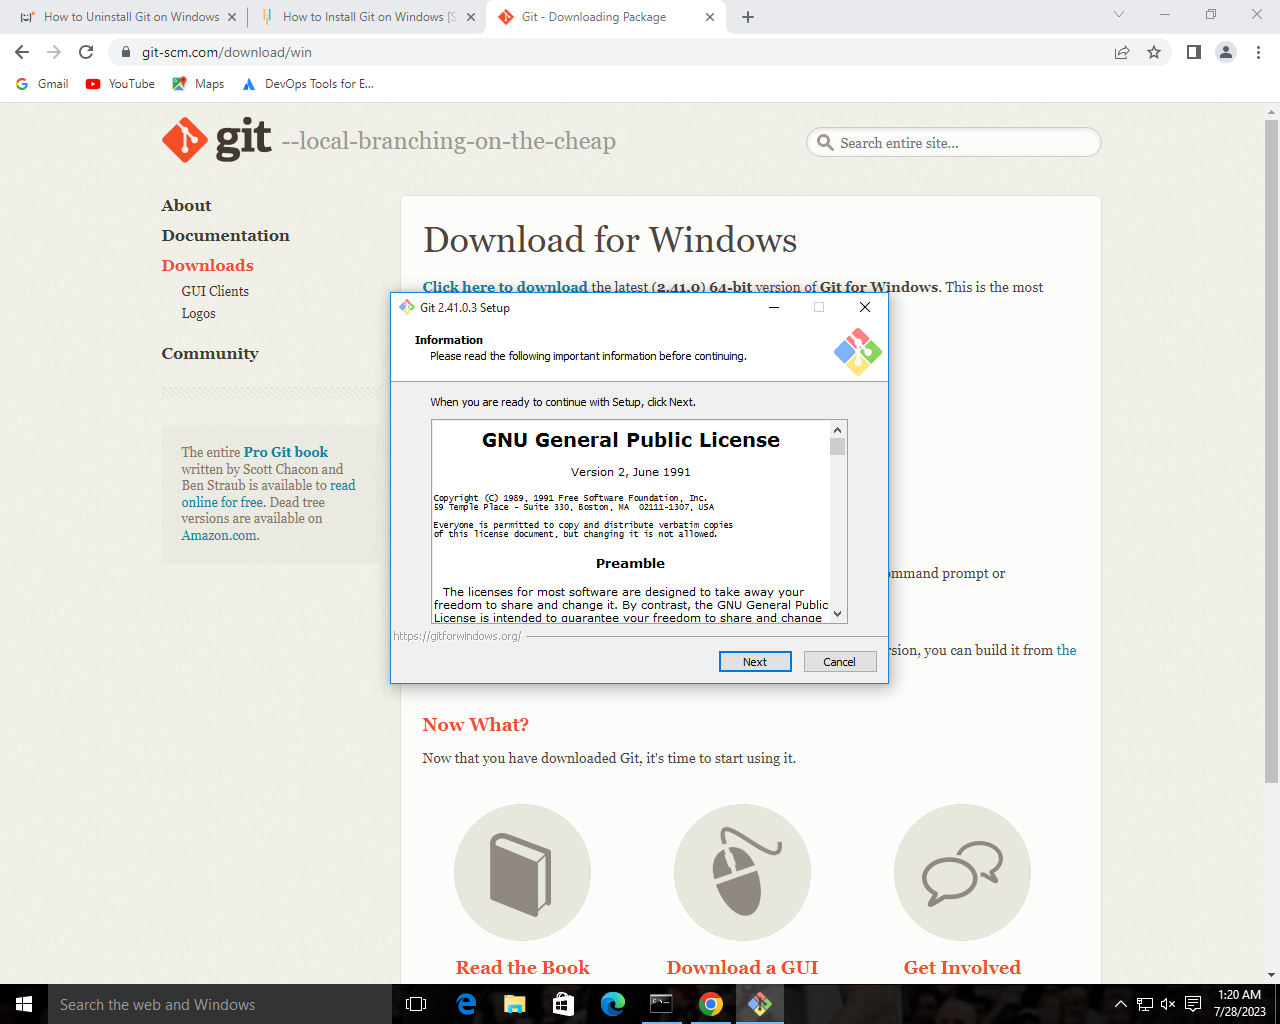 How to Uninstall Git on Windows
How to Install Git on Windows [S
Git - Downloading Package
git-scm.com/download/win
Gmail
YouTube
Maps
DevOps Tools for E...
git --local-branching-on-the-cheap
Search entire site...
About
Documentation
Downloads
GUI Clients
Logos
Community
The entire Pro Git book
written by Scott Chacon and
Ben Straub is available to read
online for free. Dead tree
versions are available on
Amazon.com.
Download for Windows
Click here to download the latest (2.41.0) 64-bit version of Git for Windows. This is the most
Git 2.41.0.3 Setup
Information
Please read the following important information before continuing.
When you are ready to continue with Setup, click Next.
GNU General Public License
Version 2, June 1991
Copyright (C) 1989, 1991 Free Software Foundation, Inc.
59 Temple Place - Suite 330, Boston, MA  02111-1307, USA
Everyone is permitted to copy and distribute verbatim copies
of this license document, but changing it is not allowed.
Preamble
The licenses for most software are designed to take away your
freedom to share and change it. By contrast, the GNU General Public
License is intended to guarantee your freedom to share and change
https://gitforwindows.org/
Next
Cancel
ommand prompt or
rsion, you can build it from the
Now What?
Now that you have downloaded Git, it's time to start using it.
Read the Book
Download a GUI
Get Involved
Search the web and Windows
1:20 AM
7/28/2023